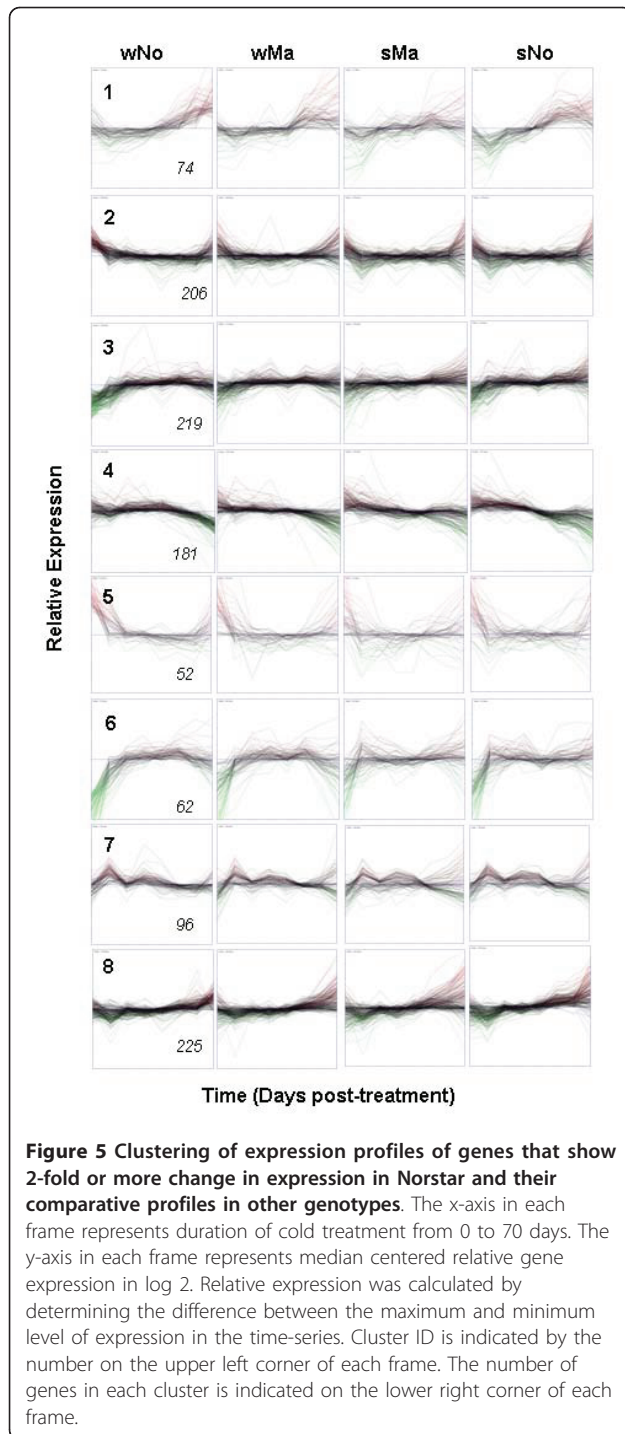 wNo wMa sMa sNo
1
74
2
206
3
219
4
181
5
52
6
62
7
96
8
225
Relative Expression
Time (Days post-treatment)
Figure 5 Clustering of expression profiles of genes that show
2-fold or more change in expression in Norstar and their
comparative profiles in other genotypes. The x-axis in each
frame represents duration of cold treatment from 0 to 70 days. The
y-axis in each frame represents median centered relative gene
expression in log 2. Relative expression was calculated by
determining the difference between the maximum and minimum
level of expression in the time-series. Cluster ID is indicated by the
number on the upper left corner of each frame. The number of
genes in each cluster is indicated on the lower right corner of each
frame.